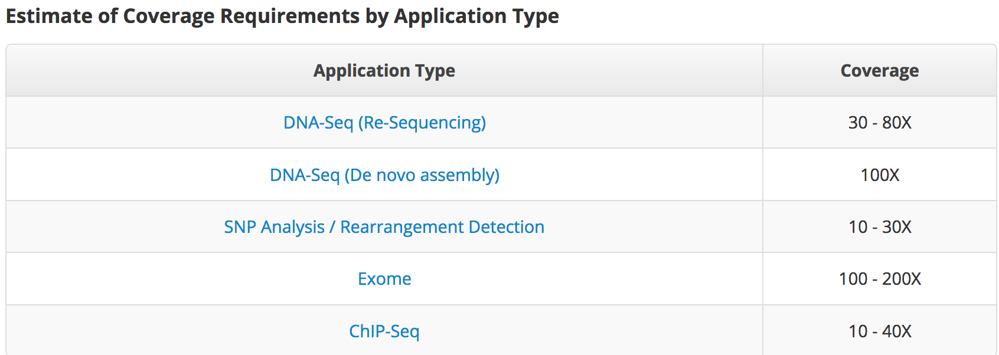 Estimate of Coverage Requirements by Application Type
Application Type Coverage
DNA-Seq (Re-Sequencing) 30 - 80X
DNA-Seq (De novo assembly) 100X
SNP Analysis / Rearrangement Detection 10 - 30X
Exome 100 - 200X
ChIP-Seq 10 - 40X